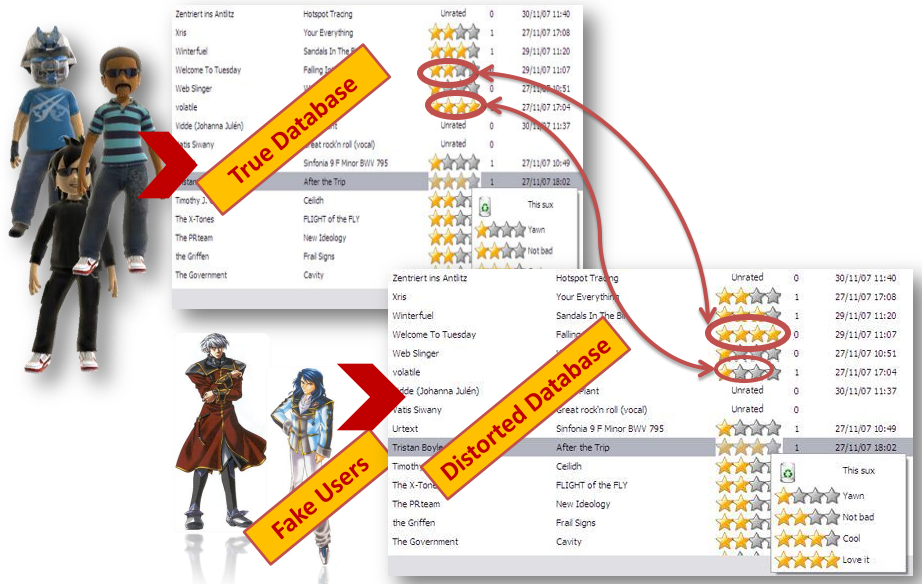 Zentriert ins Antlitz Hotspot Tracing Unrated 0 30/11/07 11:40
Xris Your Everything 1 27/11/07 17:08
Winterfuel Sandals In The 1 29/11/07 11:20
Welcome To Tuesday Falling 29/11/07 11:07
Web Slinger 0 27/11/07 10:51
volatile 27/11/07 17:04
Vidde (Johanna Julén) Unrated 0 30/11/07 11:37
Great rock'n roll (vocal) Unrated 0
Sinfonia 9 F Minor BWV 795 1 27/11/07 10:49
After the Trip 1 27/11/07 18:02
Timothy J. Ceilidh
The X-Tones FLIGHT of the FLY
The PRteam New Ideology
the Griffen Frail Signs
The Government Cavity
This sux
Yawn
Not bad
True Database
Zentriert ins Antlitz Hotspot Tracing Unrated 0 30/11/07 11:40
Xris Your Everything 1 27/11/07 17:08
Winterfuel Sandals In The 1 29/11/07 11:20
Welcome To Tuesday Falling 0 29/11/07 11:07
Web Slinger 0 27/11/07 10:51
volatile 1 27/11/07 17:04
(Johanna Julén) Unrated 0 30/11/07 11:37
Vatis Siwany Great rock'n roll (vocal) Unrated 0
Urtext Sinfonia 9 F Minor BWV 795 1 27/11/07 10:49
Tristan Boyle After the Trip 1 27/11/07 18:02
Timothy Ceilidh
The X-Tones FLIGHT of the FLY
The PRteam New Ideology
the Griffen Frail Signs
The Government Cavity
This sux
Yawn
Not bad
Cool
Love it
Distorted Database
Fake Users